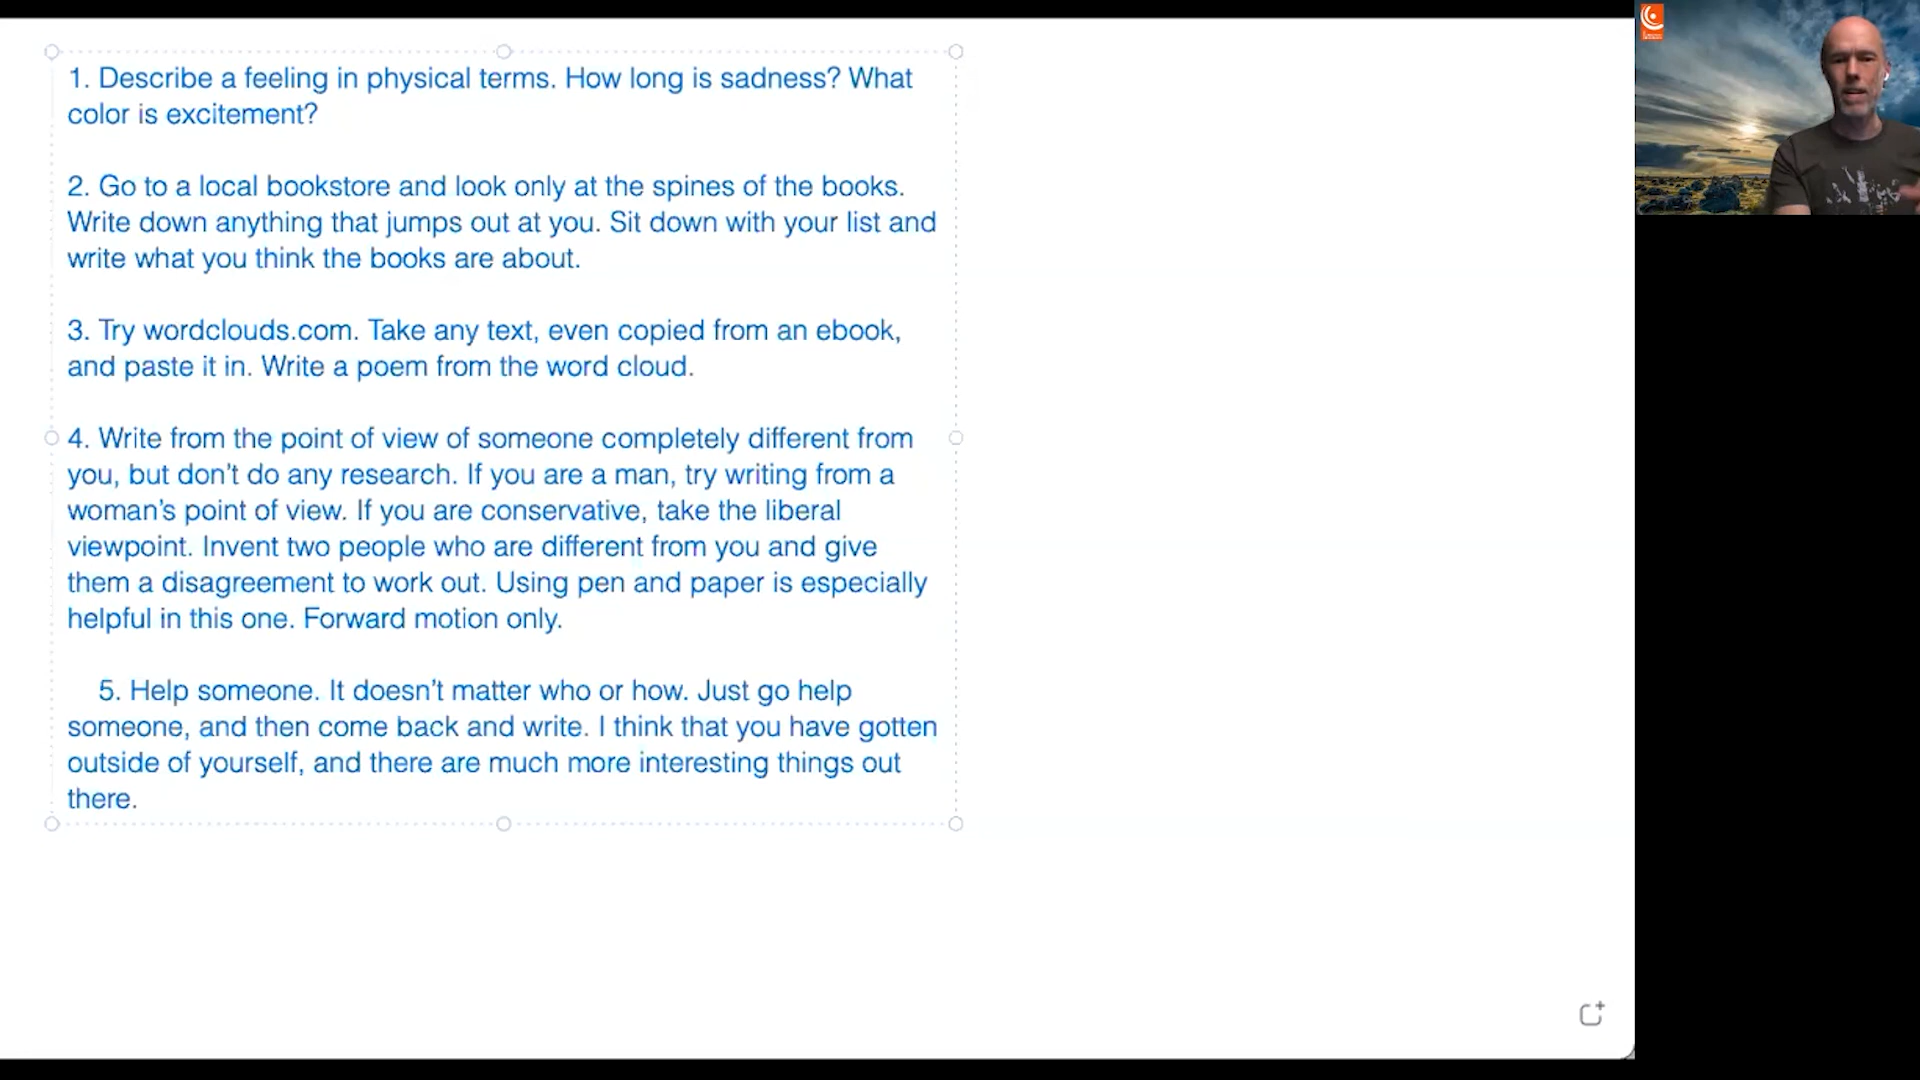 1. Describe a feeling in physical terms. How long is sadness? What
color is excitement?
2. Go to a local bookstore and look only at the spines of the books.
Write down anything that jumps out at you. Sit down with your list and
write what you think the books are about.
3. Try wordclouds.com. Take any text, even copied from an ebook,
and paste it in. Write a poem from the word cloud.
4. Write from the point of view of someone completely different from
you, but don’t do any research. If you are a man, try writing from a
woman’s point of view. If you are conservative, take the liberal
viewpoint. Invent two people who are different from you and give
them a disagreement to work out. Using pen and paper is especially
helpful in this one. Forward motion only.
5. Help someone. It doesn’t matter who or how. Just go help
someone, and then come back and write. I think that you have gotten
outside of yourself, and there are much more interesting things out
there.